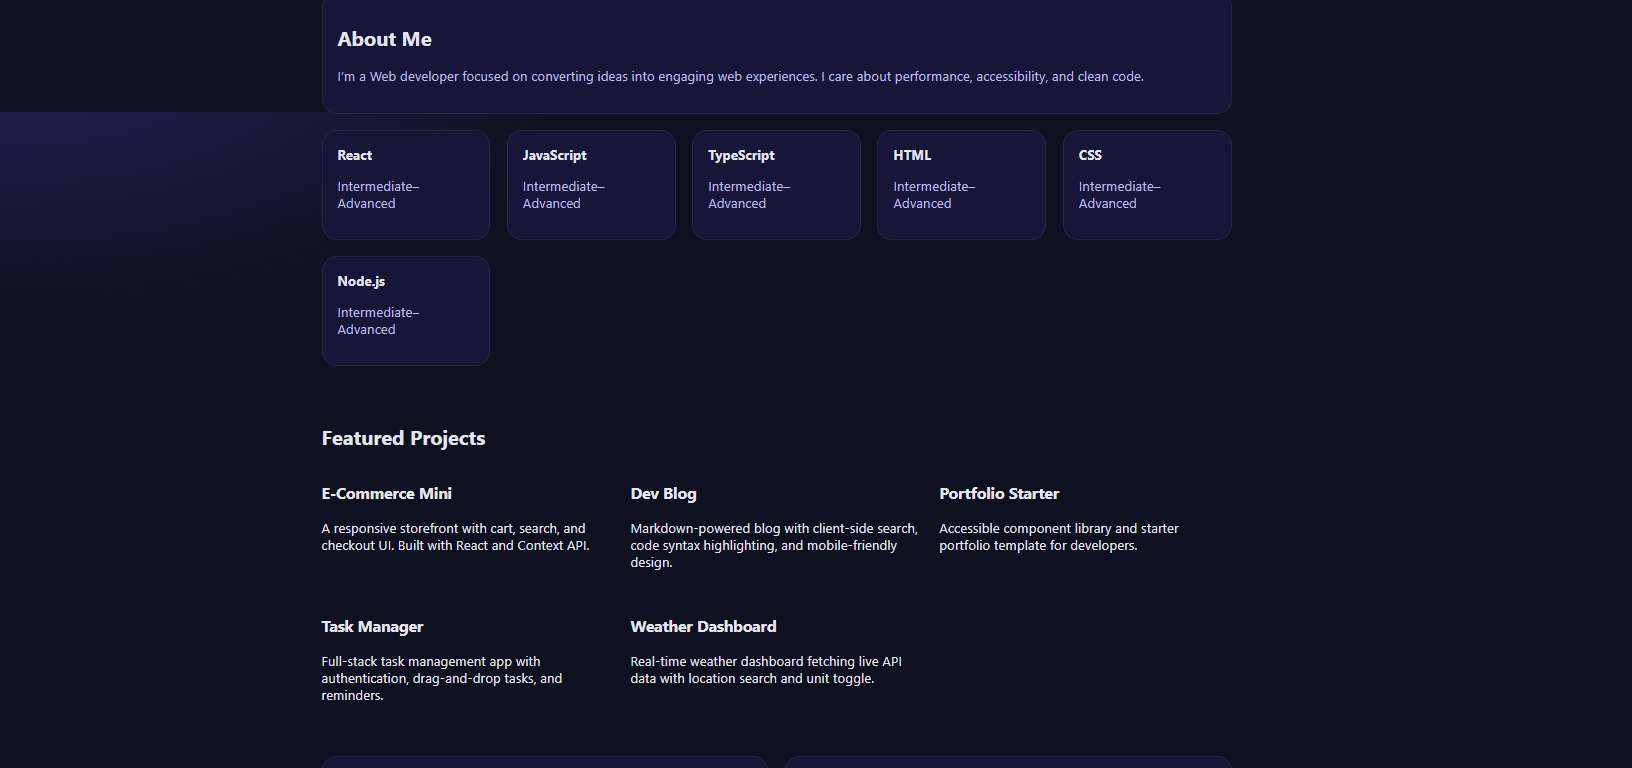 About Me
I'm a Web developer focused on converting ideas into engaging web experiences. I care about performance, accessibility, and clean code.
React
Intermediate–
Advanced
JavaScript
Intermediate–
Advanced
TypeScript
Intermediate–
Advanced
HTML
Intermediate–
Advanced
CSS
Intermediate–
Advanced
Node.js
Intermediate–
Advanced
Featured Projects
E-Commerce Mini
A responsive storefront with cart, search, and
checkout UI. Built with React and Context API.
Dev Blog
Markdown-powered blog with client-side search,
code syntax highlighting, and mobile-friendly
design.
Portfolio Starter
Accessible component library and starter
portfolio template for developers.
Task Manager
Full-stack task management app with
authentication, drag-and-drop tasks, and
reminders.
Weather Dashboard
Real-time weather dashboard fetching live API
data with location search and unit toggle.